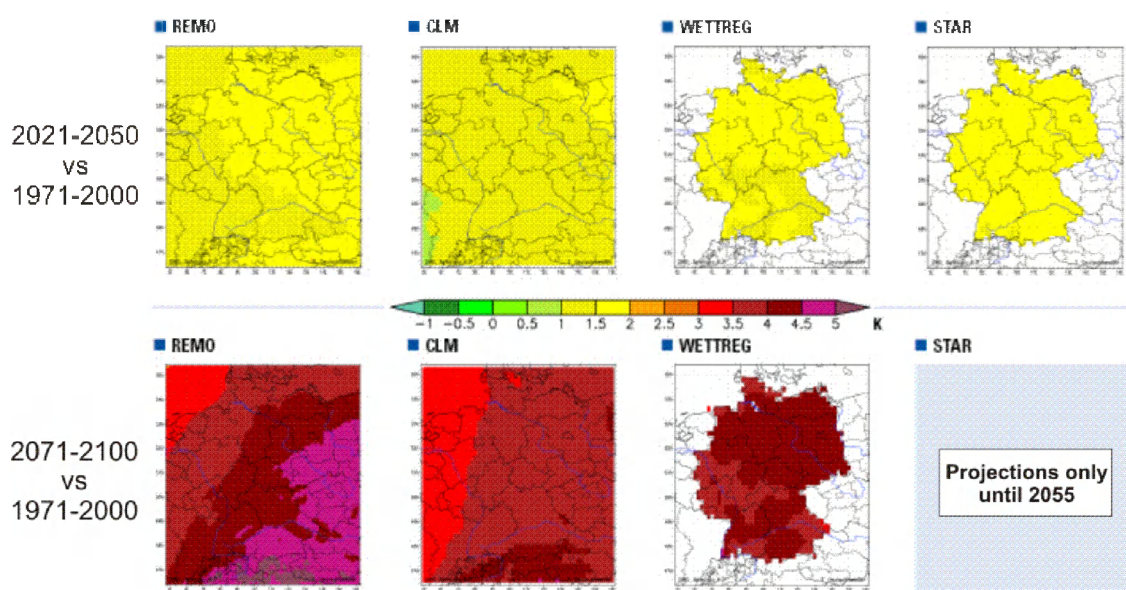 REMO
CLM
WETTREG
STAR
2021-2050
vs
1971-2000
−1 −0.5 0 0.5 1 1.5 2 2.5 3 3.5 4 4.5 5 K
REMO
CLM
WETTREG
STAR
2071-2100
vs
1971-2000
Projections only
until 2055